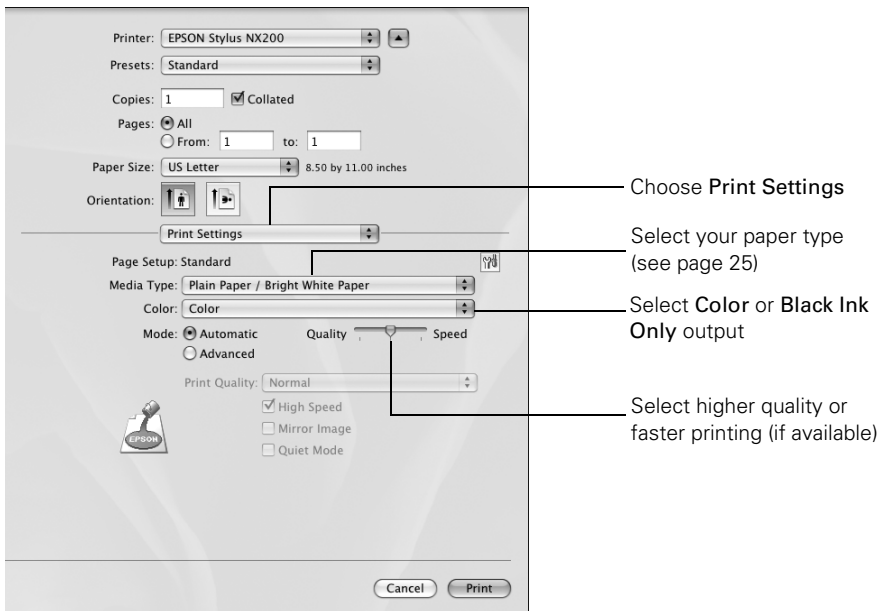 Printer: EPSON Stylus NX200
Presets: Standard
Copies: 1 Collated
Pages: All
From: 1 to: 1
Paper Size: US Letter 8.50 by 11.00 inches
Orientation:
Print Settings
Page Setup: Standard
Media Type: Plain Paper / Bright White Paper
Color: Color
Mode: Automatic Quality Speed
Advanced
Print Quality: Normal
High Speed
Mirror Image
Quiet Mode
EPSON
Cancel Print
Choose Print Settings
Select your paper type
(see page 25)
Select Color or Black Ink
Only output
Select higher quality or
faster printing (if available)